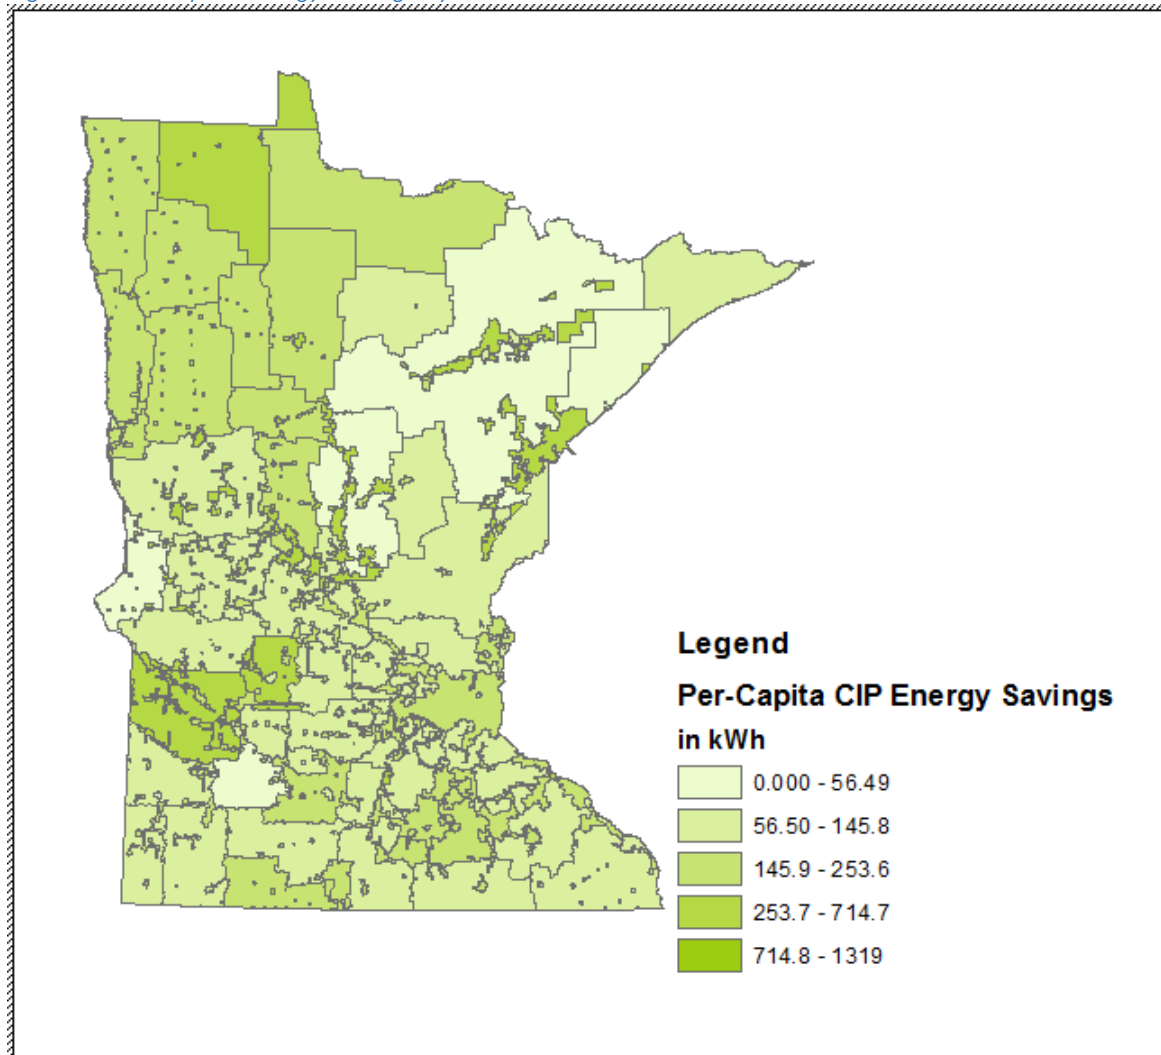 Legend
Per-Capita CIP Energy Savings
in kWh
0.000 - 56.49
56.50 - 145.8
145.9 - 253.6
253.7 - 714.7
714.8 - 1319